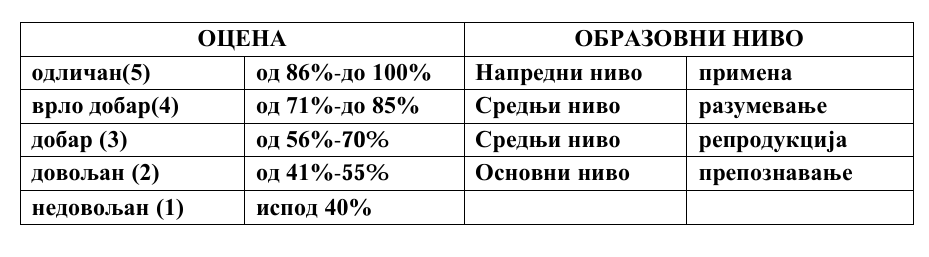 ОЦЕНА ОБРАЗОВНИ НИВО
одличан(5) од 86%-до 100% Напредни ниво примена
врло добар(4) од 71%-до 85% Средњи ниво разумевање
добар (3) од 56%-70% Средњи ниво репродукција
довољан (2) од 41%-55% Основни ниво препознавање
недовољан (1) испод 40%